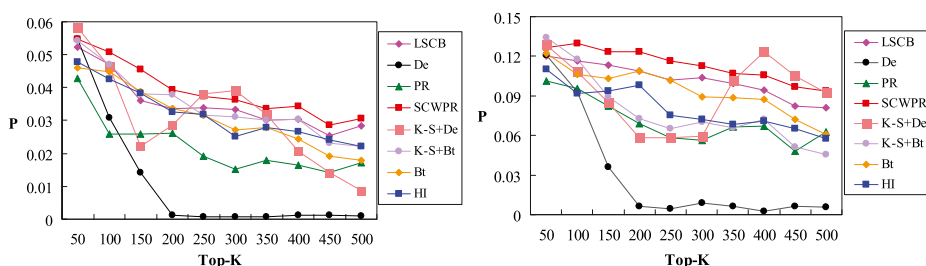 0.06
0.05
0.04
0.03
0.02
0.01
0
P
50 100 150 200 250 300 350 400 450 500
Top-K
LSCB
De
PR
SCWPR
K-S+De
K-S+Bt
Bt
HI
0.15
0.12
0.09
0.06
0.03
0
P
50 100 150 200 250 300 350 400 450 500
Top-K
LSCB
De
PR
SCWPR
K-S+De
K-S+Bt
Bt
HI